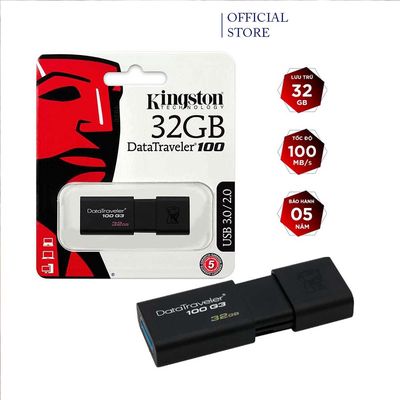 OFFICIAL
STORE
Kingston
TECHNOLOGY
32GB
DataTraveler 100
DataTraveler
100 G3
32GB
USB 3.0 / 2.0
5
LƯU TRỮ
32
GB
TỐC ĐỘ
100
MB/s
BẢO HÀNH
05
NĂM
DataTraveler
100 G3
32GB